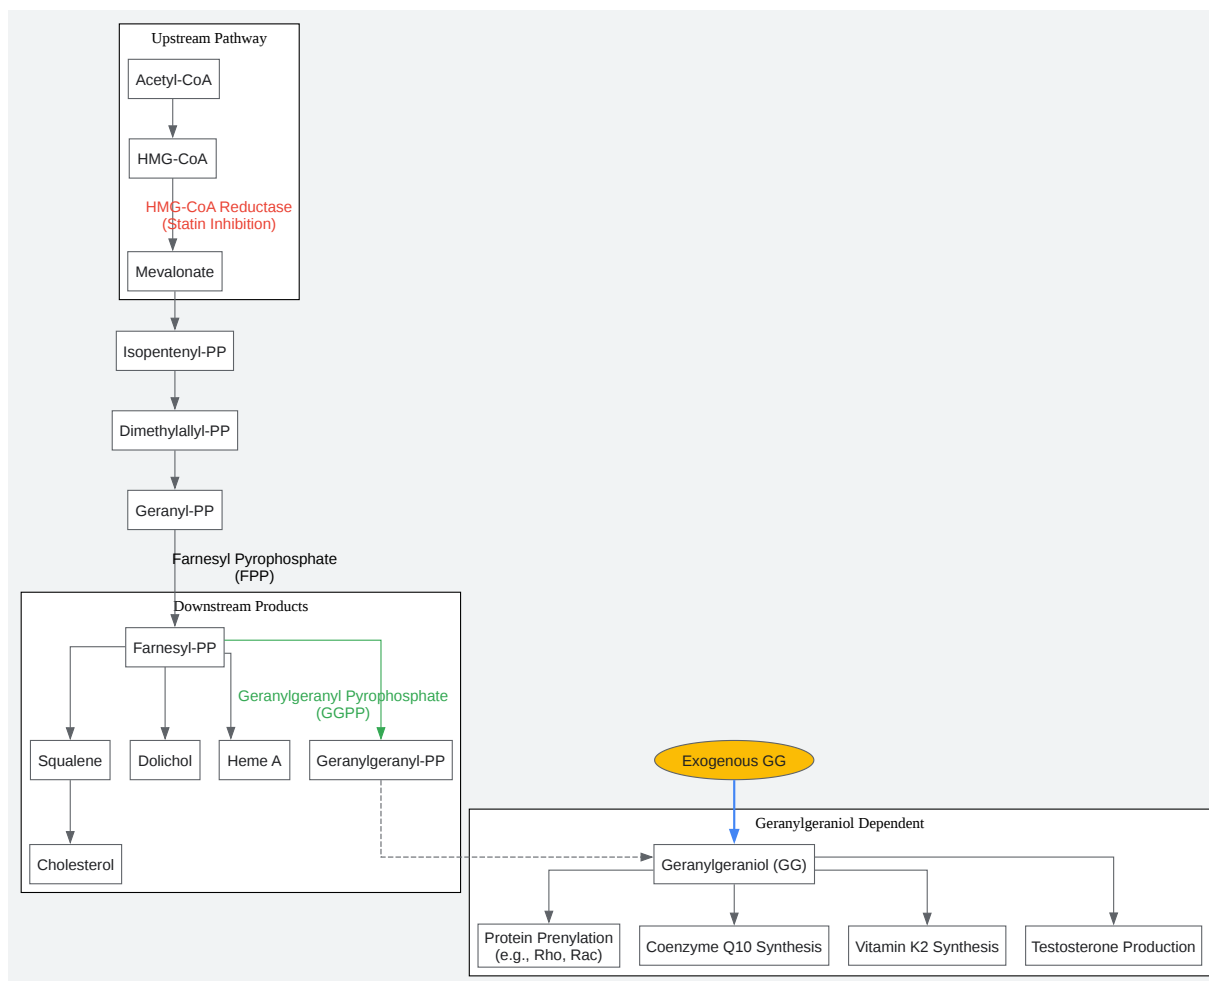 Upstream Pathway
Acetyl-CoA
HMG-CoA
HMG-CoA Reductase
(Statin Inhibition)
Mevalonate
Isopentenyl-PP
Dimethylallyl-PP
Geranyl-PP
Farnesyl Pyrophosphate
(FPP)
Downstream Products
Farnesyl-PP
Geranylgeranyl Pyrophosphate
(GGPP)
Squalene
Dolichol
Heme A
Geranylgeranyl-PP
Cholesterol
Exogenous GG
Geranylgeraniol Dependent
Geranylgeraniol (GG)
Protein Prenylation
(e.g., Rho, Rac)
Coenzyme Q10 Synthesis
Vitamin K2 Synthesis
Testosterone Production